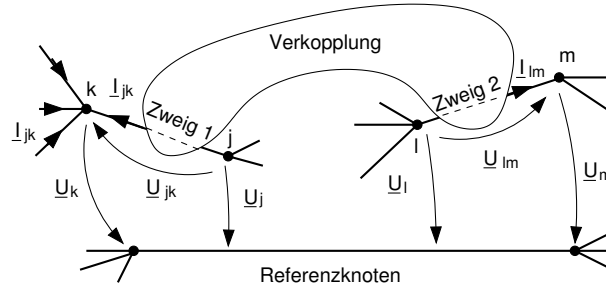 Verkopplung
m
I lm
k
I jk
Zweig 1
Zweig 2
I jk
j
l
U lm
U k
U jk
U j
U l
U m
Referenzknoten